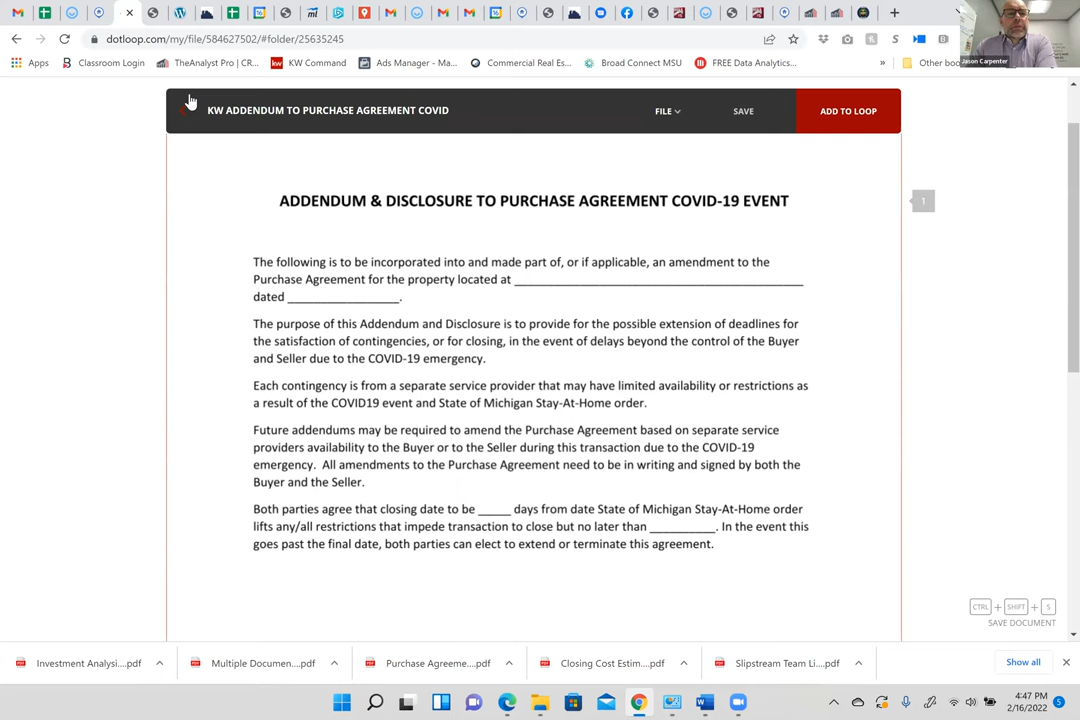 dotloop.com/my/file/584627502/#folder/25635245
Jason Carpenter
Apps
Classroom Login
TheAnalyst Pro | CR...
KW Command
Ads Manager - Ma...
Commercial Real Es...
Broad Connect MSU
FREE Data Analytics...
»
Other boo
KW ADDENDUM TO PURCHASE AGREEMENT COVID
FILE
SAVE
ADD TO LOOP
ADDENDUM & DISCLOSURE TO PURCHASE AGREEMENT COVID-19 EVENT
1
The following is to be incorporated into and made part of, or if applicable, an amendment to the
Purchase Agreement for the property located at ________________________________________
dated ________________.
The purpose of this Addendum and Disclosure is to provide for the possible extension of deadlines for
the satisfaction of contingencies, or for closing, in the event of delays beyond the control of the Buyer
and Seller due to the COVID-19 emergency.
Each contingency is from a separate service provider that may have limited availability or restrictions as
a result of the COVID19 event and State of Michigan Stay-At-Home order.
Future addendums may be required to amend the Purchase Agreement based on separate service
providers availability to the Buyer or to the Seller during this transaction due to the COVID-19
emergency. All amendments to the Purchase Agreement need to be in writing and signed by both the
Buyer and the Seller.
Both parties agree that closing date to be _____ days from date State of Michigan Stay-At-Home order
lifts any/all restrictions that impede transaction to close but no later than __________. In the event this
goes past the final date, both parties can elect to extend or terminate this agreement.
CTRL + SHIFT + S
SAVE DOCUMENT
Investment Analysi....pdf
Multiple Documen....pdf
Purchase Agreeme....pdf
Closing Cost Estim....pdf
Slipstream Team Li....pdf
Show all
4:47 PM
2/16/2022
5